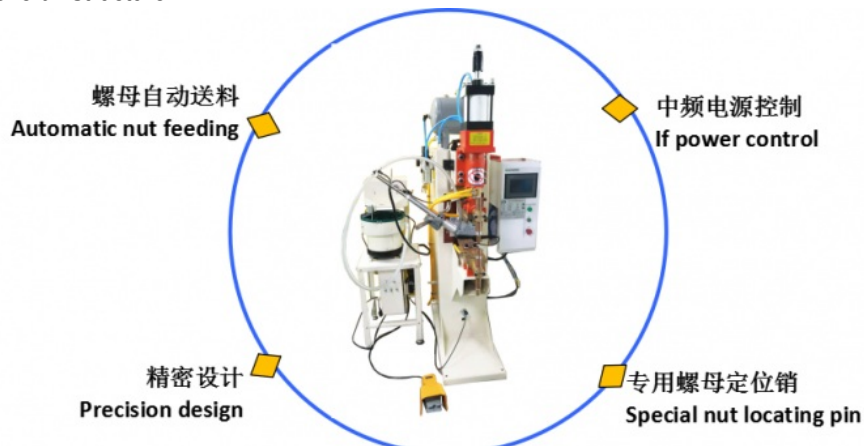 螺母自动送料
Automatic nut feeding
中频电源控制
If power control
精密设计
Precision design
专用螺母定位销
Special nut locating pin